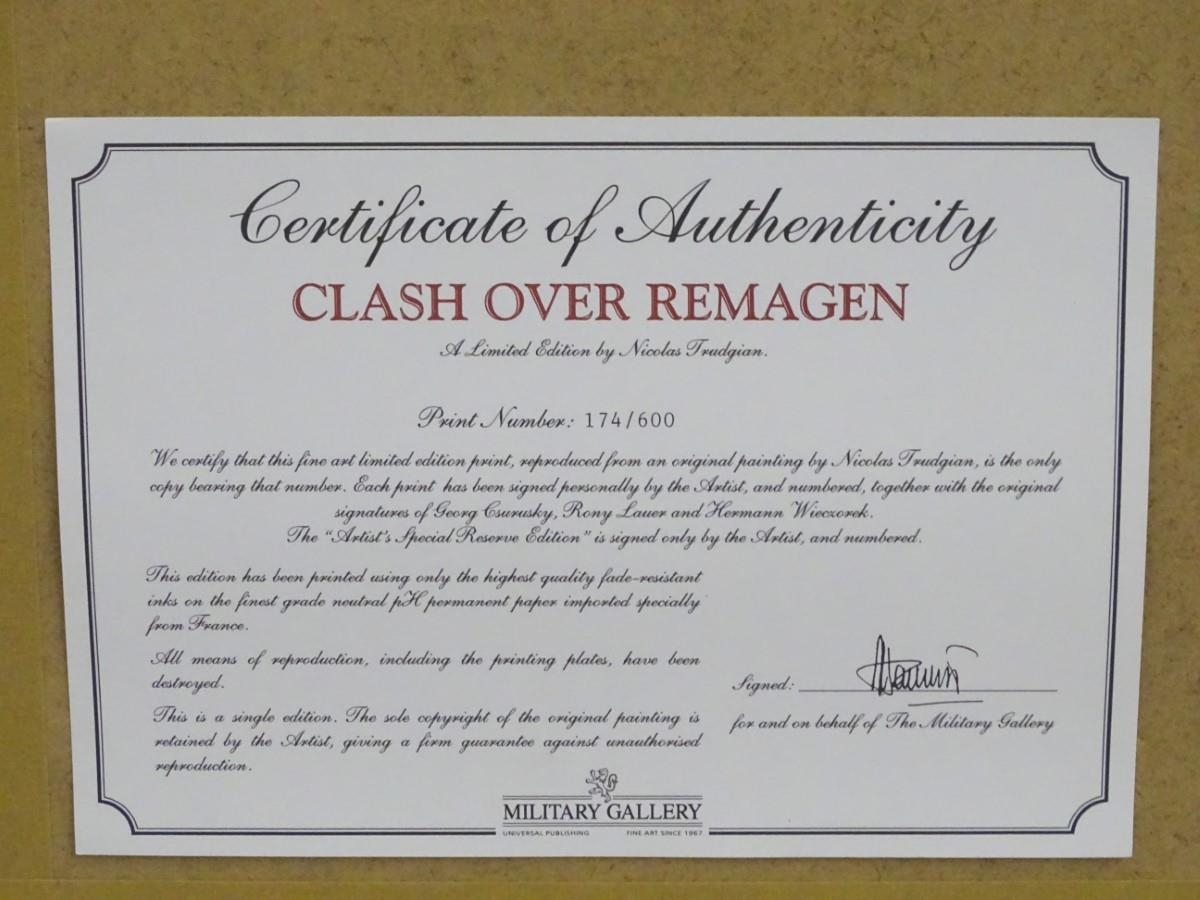 Certificate of Authenticity
CLASH OVER REMAGEN
A Limited Edition by Nicolas Trudgian.
Print Number: 174/600
We certify that this fine art limited edition print, reproduced from an original painting by Nicolas Trudgian, is the only
copy bearing that number. Each print has been signed personally by the Artist, and numbered, together with the original
signatures of Georg Csurusky, Rony Lauer and Hermann Wieczorek.
The "Artist's Special Reserve Edition" is signed only by the Artist, and numbered.
This edition has been printed using only the highest quality fade-resistant
inks on the finest grade neutral pH permanent paper imported specially
from France.
All means of reproduction, including the printing plates, have been
destroyed.
This is a single edition. The sole copyright of the original painting is
retained by the Artist, giving a firm guarantee against unauthorised
reproduction.
Signed:
for and on behalf of The Military Gallery
MILITARY GALLERY
UNIVERSAL PUBLISHING FINE ART SINCE 1967